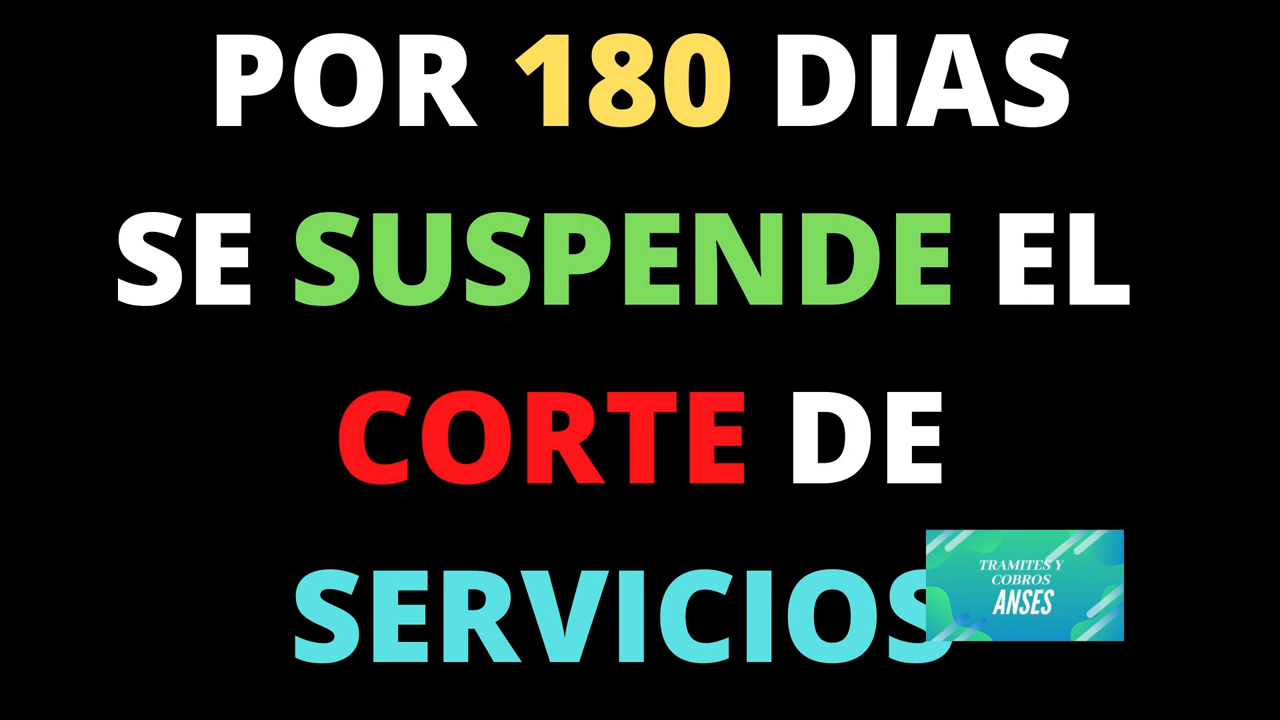 POR 180 DIAS
SE SUSPENDE EL
CORTE DE
SERVICIOS
TRAMITES Y
COBROS
ANSES